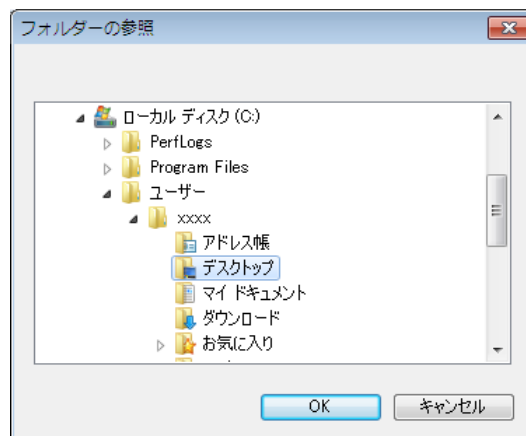 フォルダーの参照
ローカル ディスク (C:)
PerfLogs
Program Files
ユーザー
xxxx
アドレス帳
デスクトップ
マイ ドキュメント
ダウンロード
お気に入り
OK キャンセル